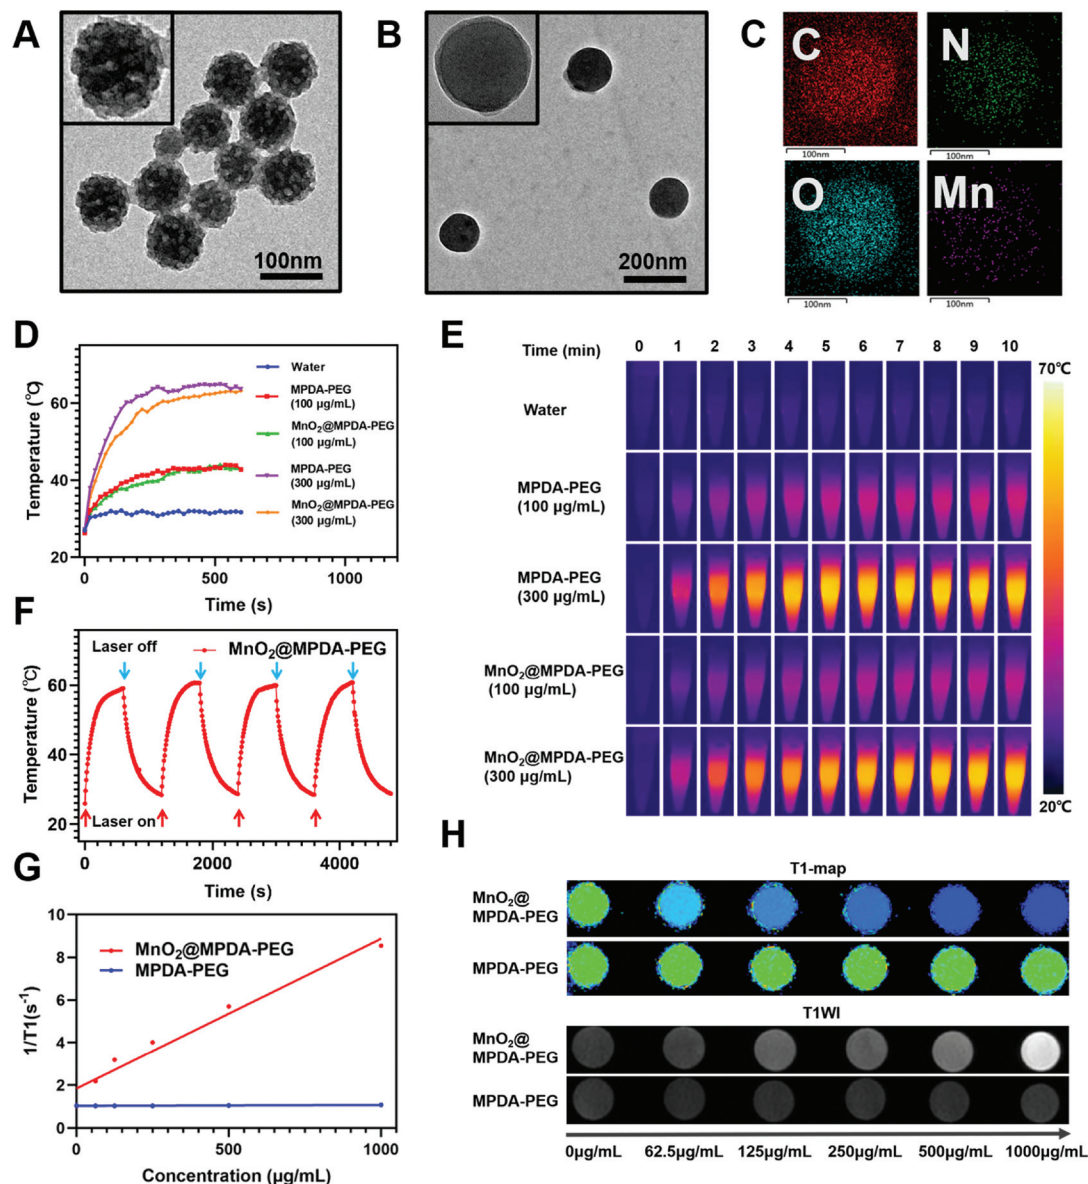 A
100nm
B
200nm
C
C
100nm
N
100nm
O
100nm
Mn
100nm
D
Temperature (℃)
60
40
20
0
500
1000
Time (s)
Water
MPDA-PEG
(100 μg/mL)
MnO₂@MPDA-PEG
(100 μg/mL)
MPDA-PEG
(300 μg/mL)
MnO₂@MPDA-PEG
(300 μg/mL)
E
Time (min)
0 1 2 3 4 5 6 7 8 9 10
Water
MPDA-PEG
(100 μg/mL)
MPDA-PEG
(300 μg/mL)
MnO₂@MPDA-PEG
(100 μg/mL)
MnO₂@MPDA-PEG
(300 μg/mL)
70℃
20℃
F
Temperature (℃)
80
60
40
20
0
2000
4000
Time (s)
Laser off
MnO₂@MPDA-PEG
Laser on
G
1/T1(s⁻¹)
10
8
6
4
2
0
0
500
1000
Concentration (μg/mL)
MnO₂@MPDA-PEG
MPDA-PEG
H
T1-map
MnO₂@
MPDA-PEG
MPDA-PEG
T1WI
MnO₂@
MPDA-PEG
MPDA-PEG
0μg/mL 62.5μg/mL 125μg/mL 250μg/mL 500μg/mL 1000μg/mL